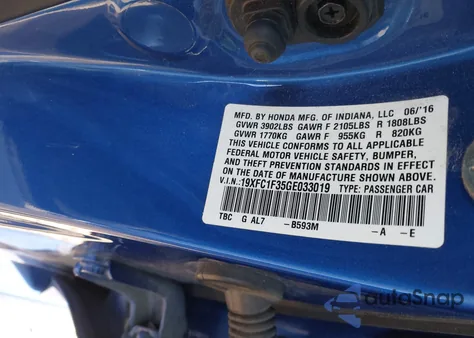 MFD. BY HONDA MFG. OF INDIANA, LLC 06/'16
GVWR 3902LBS GAWR F 2105LBS R 1808LBS
GVWR 1770KG GAWR F 955KG R 820KG
THIS VEHICLE CONFORMS TO ALL APPLICABLE
FEDERAL MOTOR VEHICLE SAFETY, BUMPER,
AND THEFT PREVENTION STANDARDS IN EFFECT
ON THE DATE OF MANUFACTURE SHOWN ABOVE.
V.I.N.:19XFC1F35GE033019 TYPE: PASSENGER CAR
TBC G AL7 -B593M -A -E
autoSnap